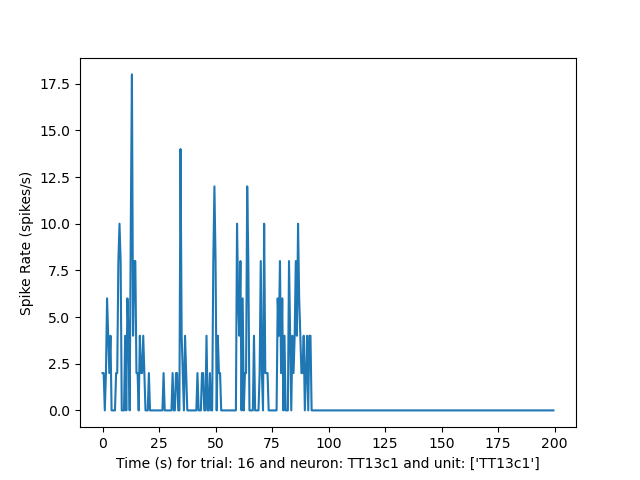 17.5
15.0
12.5
10.0
7.5
5.0
2.5
0.0
Spike Rate (spikes/s)
0 25 50 75 100 125 150 175 200
Time (s) for trial: 16 and neuron: TT13c1 and unit: ['TT13c1']